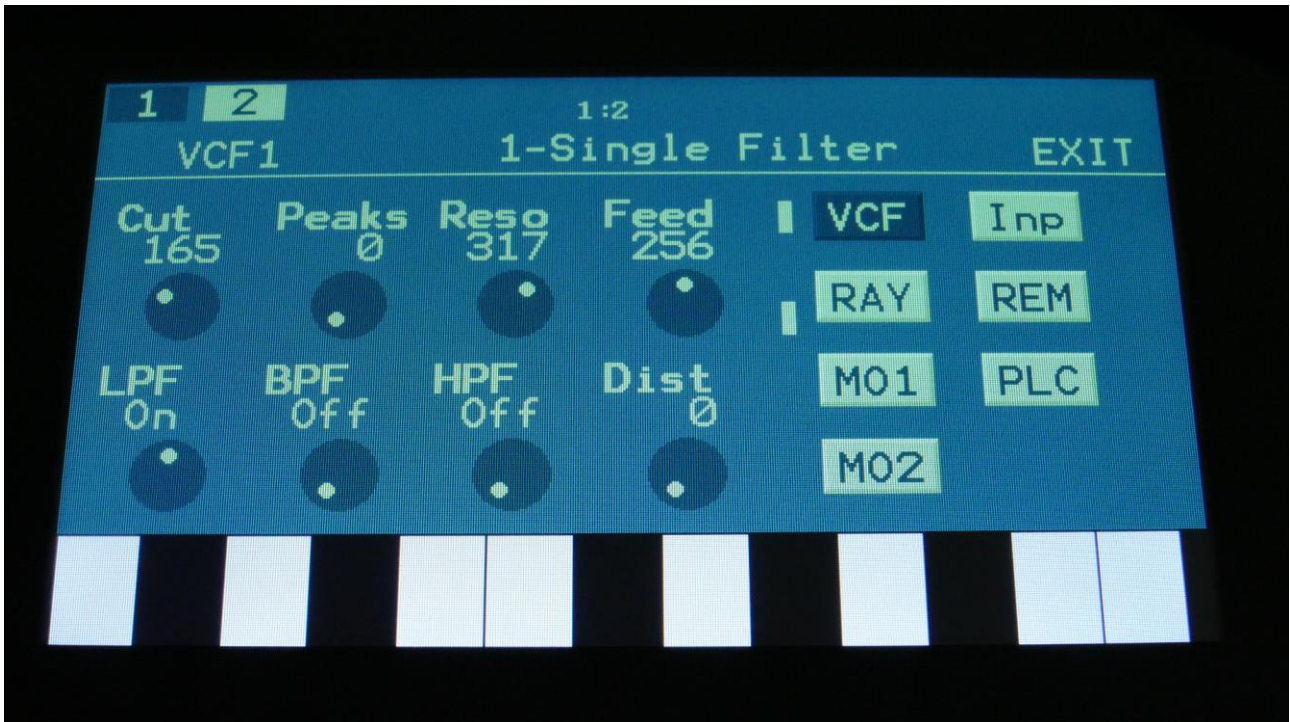 1 2 1:2
VCF1 1-Single Filter EXIT
Cut Peaks Reso Feed VCF Inp
165 0 317 256
RAY REM
LPF BPF HPF Dist MO1 PLC
On Off Off 0
MO2